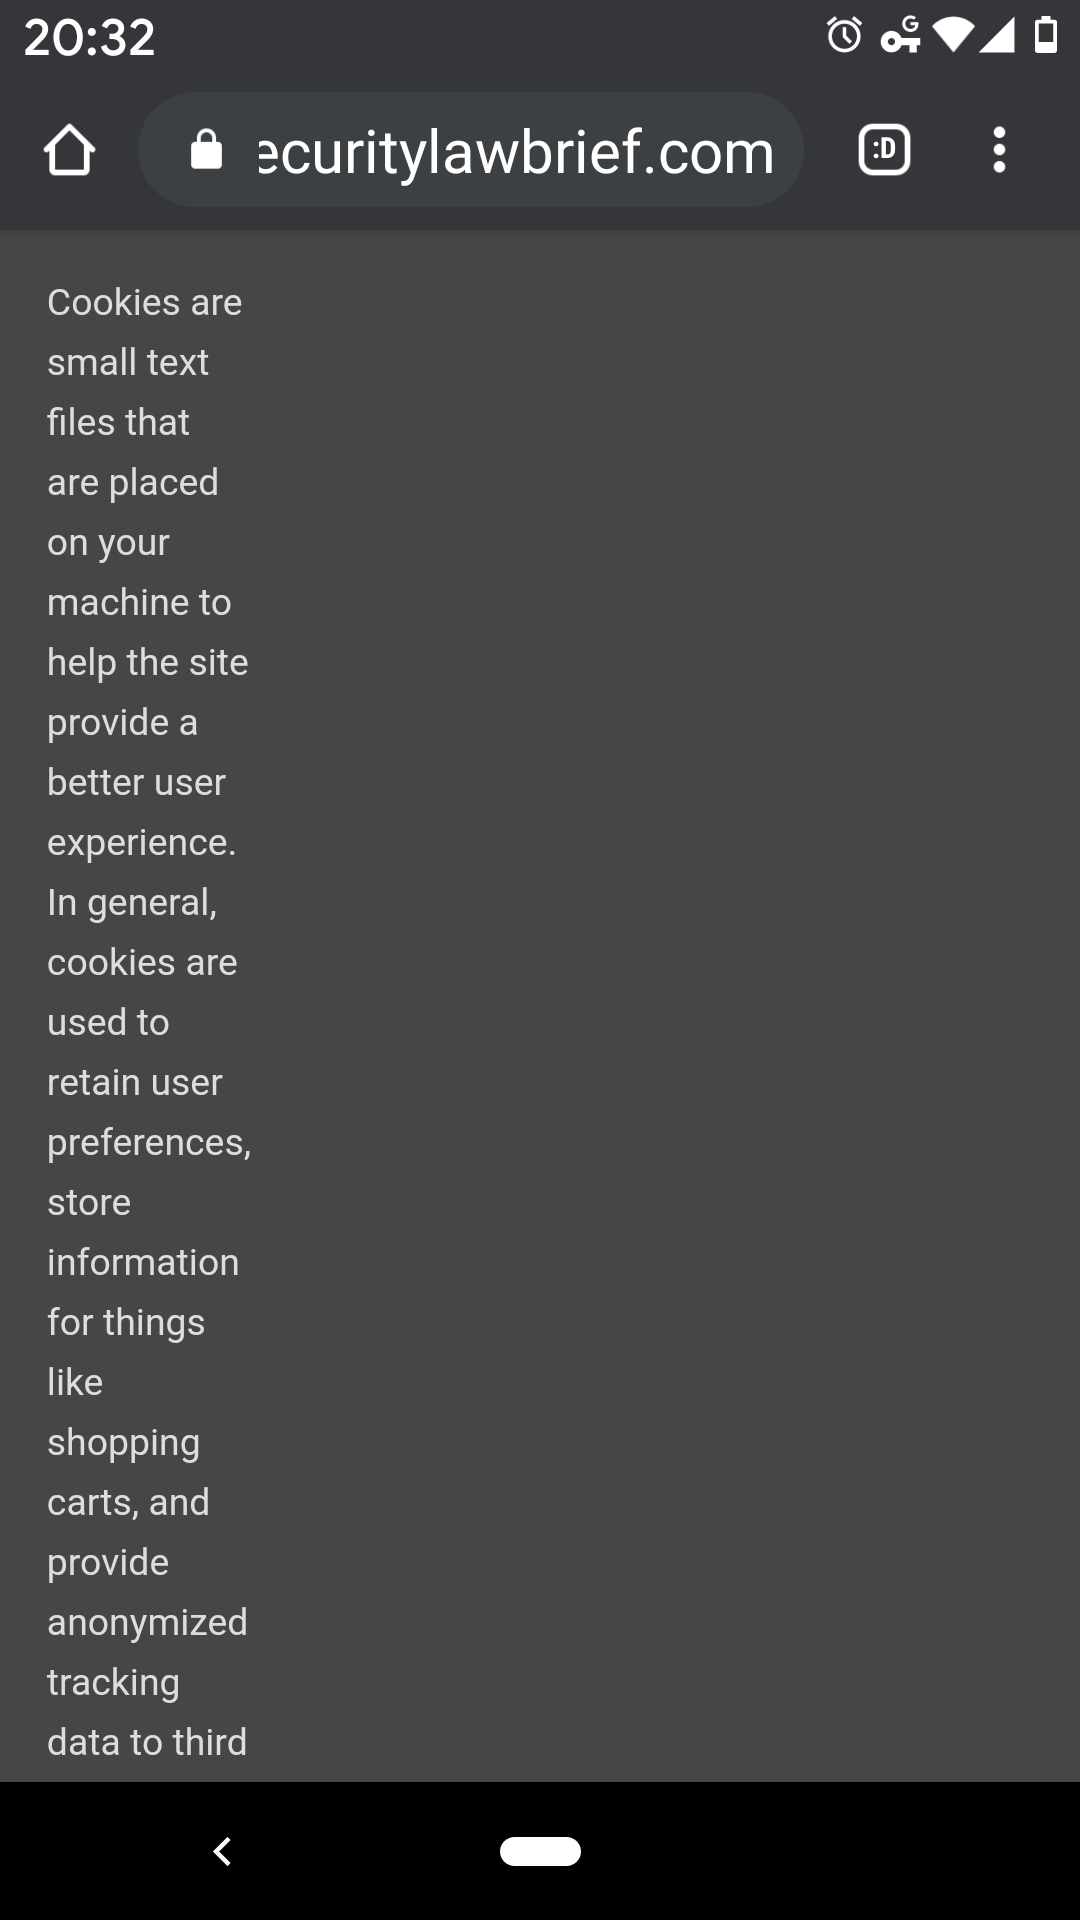 20:32
G
ecuritylawbrief.com
:D
Cookies are
small text
files that
are placed
on your
machine to
help the site
provide a
better user
experience.
In general,
cookies are
used to
retain user
preferences,
store
information
for things
like
shopping
carts, and
provide
anonymized
tracking
data to third